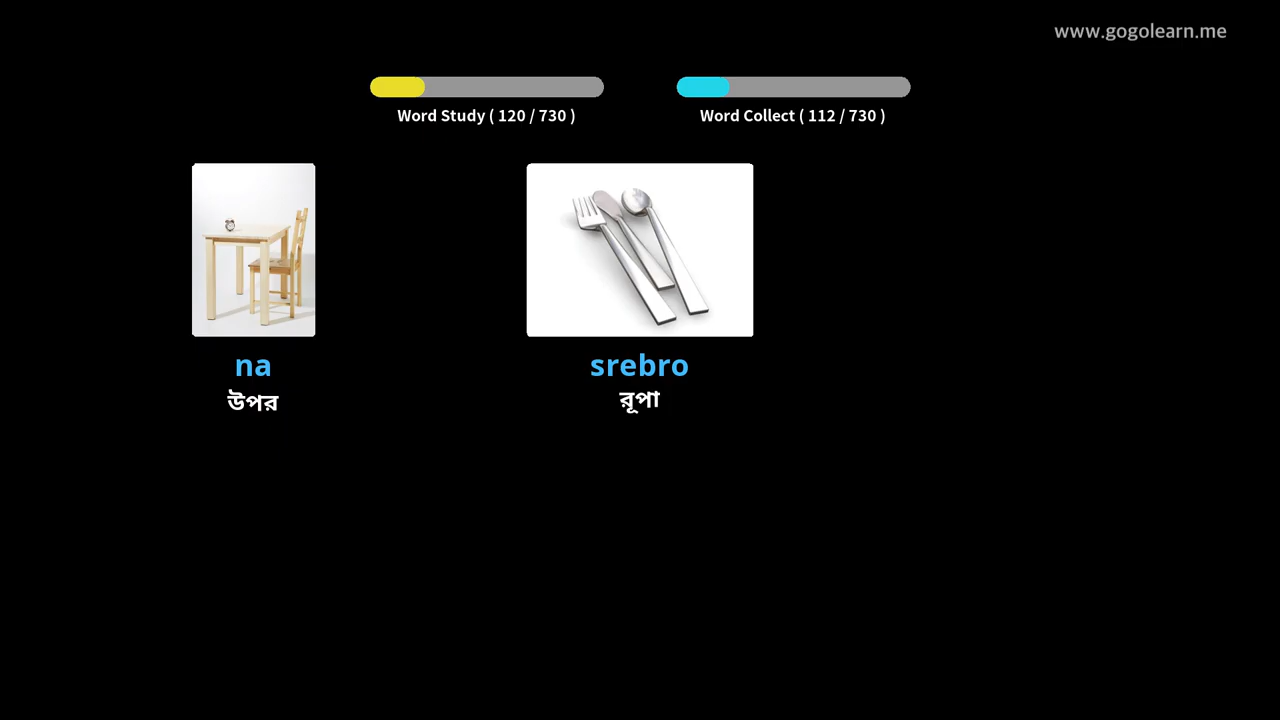 www.gogolearn.me
Word Study ( 120 / 730 )
Word Collect ( 112 / 730 )
na
উপর
srebro
রূপা